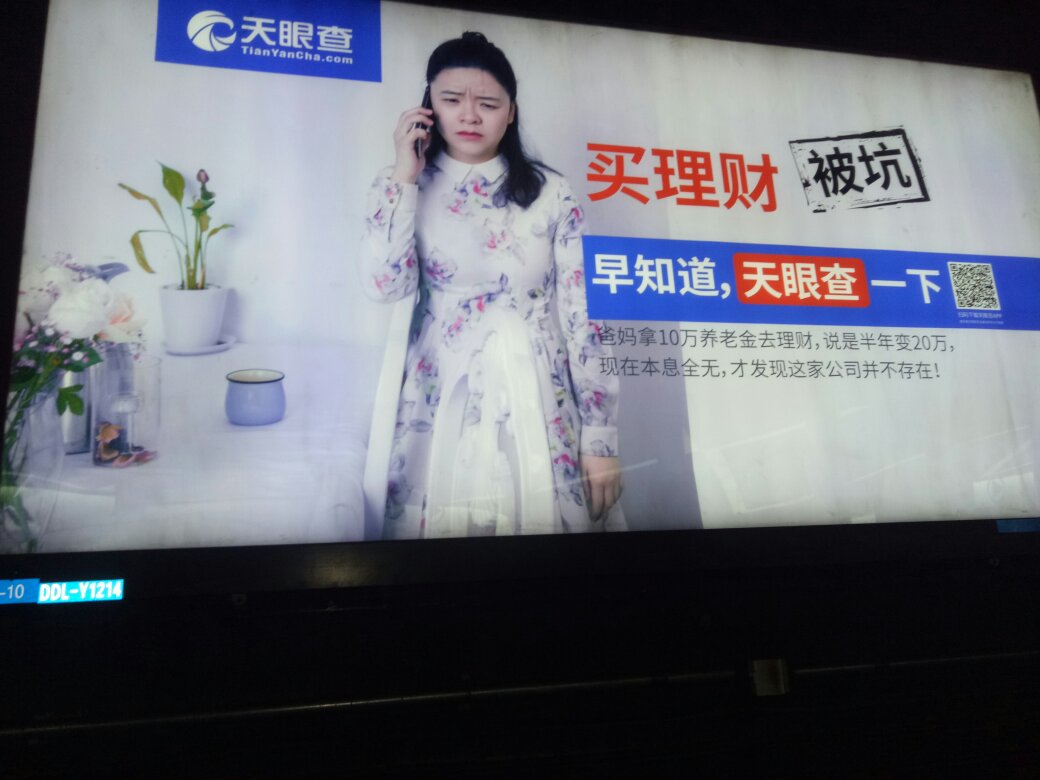 天眼查
TianYanCha.com
买理财 被坑
早知道,天眼查一下
爸妈拿10万养老金去理财,说是半年变20万,
现在本息全无,才发现这家公司并不存在!
-10 DDL-Y1214